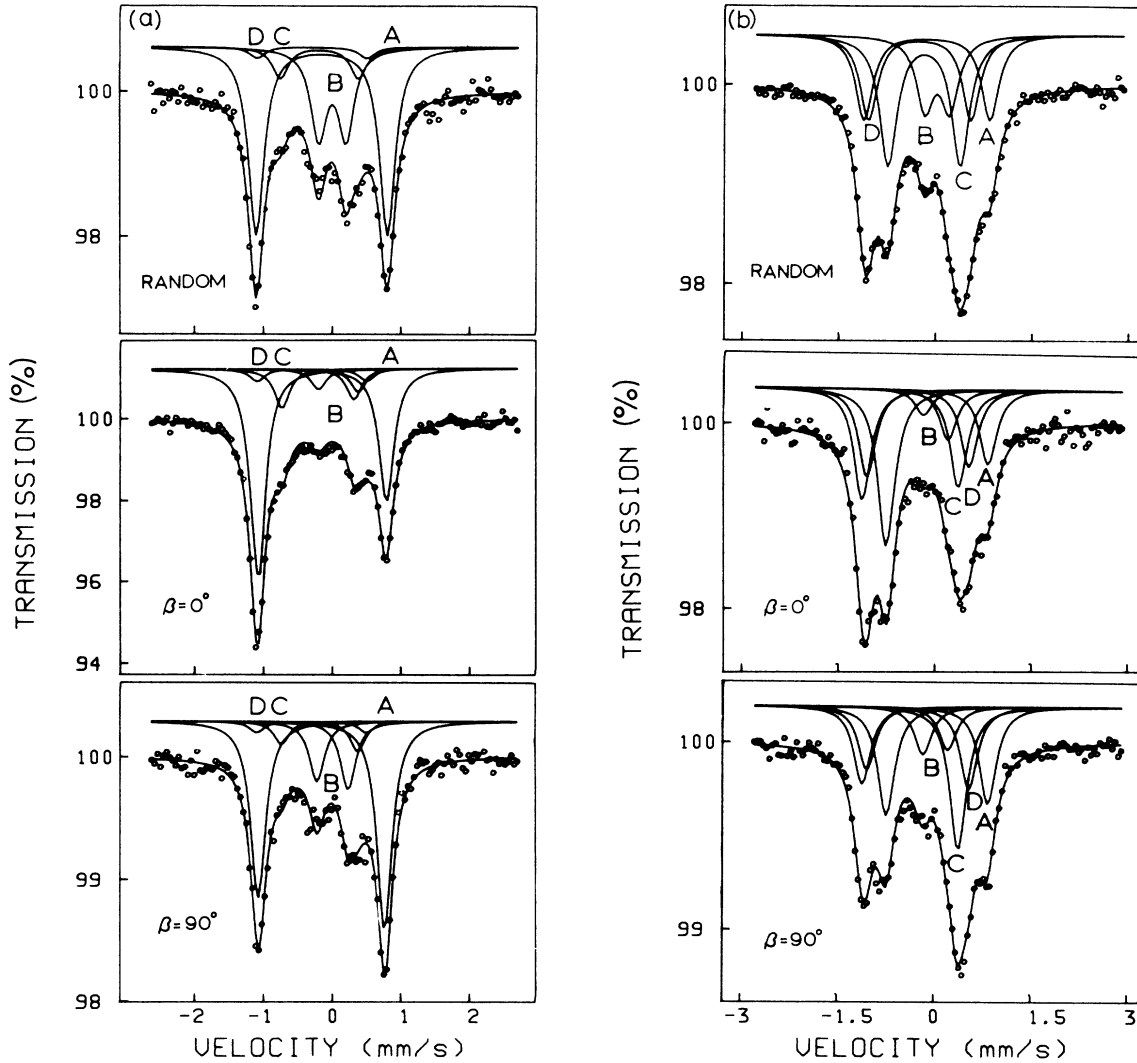 (a)
D C A
B
100
98
RANDOM
D C A
B
100
98
96
94
β=0°
D C A
B
100
99
98
β=90°
-2 -1 0 1 2
VELOCITY (mm/s)
TRANSMISSION (%)
(b)
100
98
D B A
C
RANDOM
100
98
B
C D A
β=0°
100
99
B
D
A
C
β=90°
-3 -1.5 0 1.5 3
VELOCITY (mm/s)
TRANSMISSION (%)